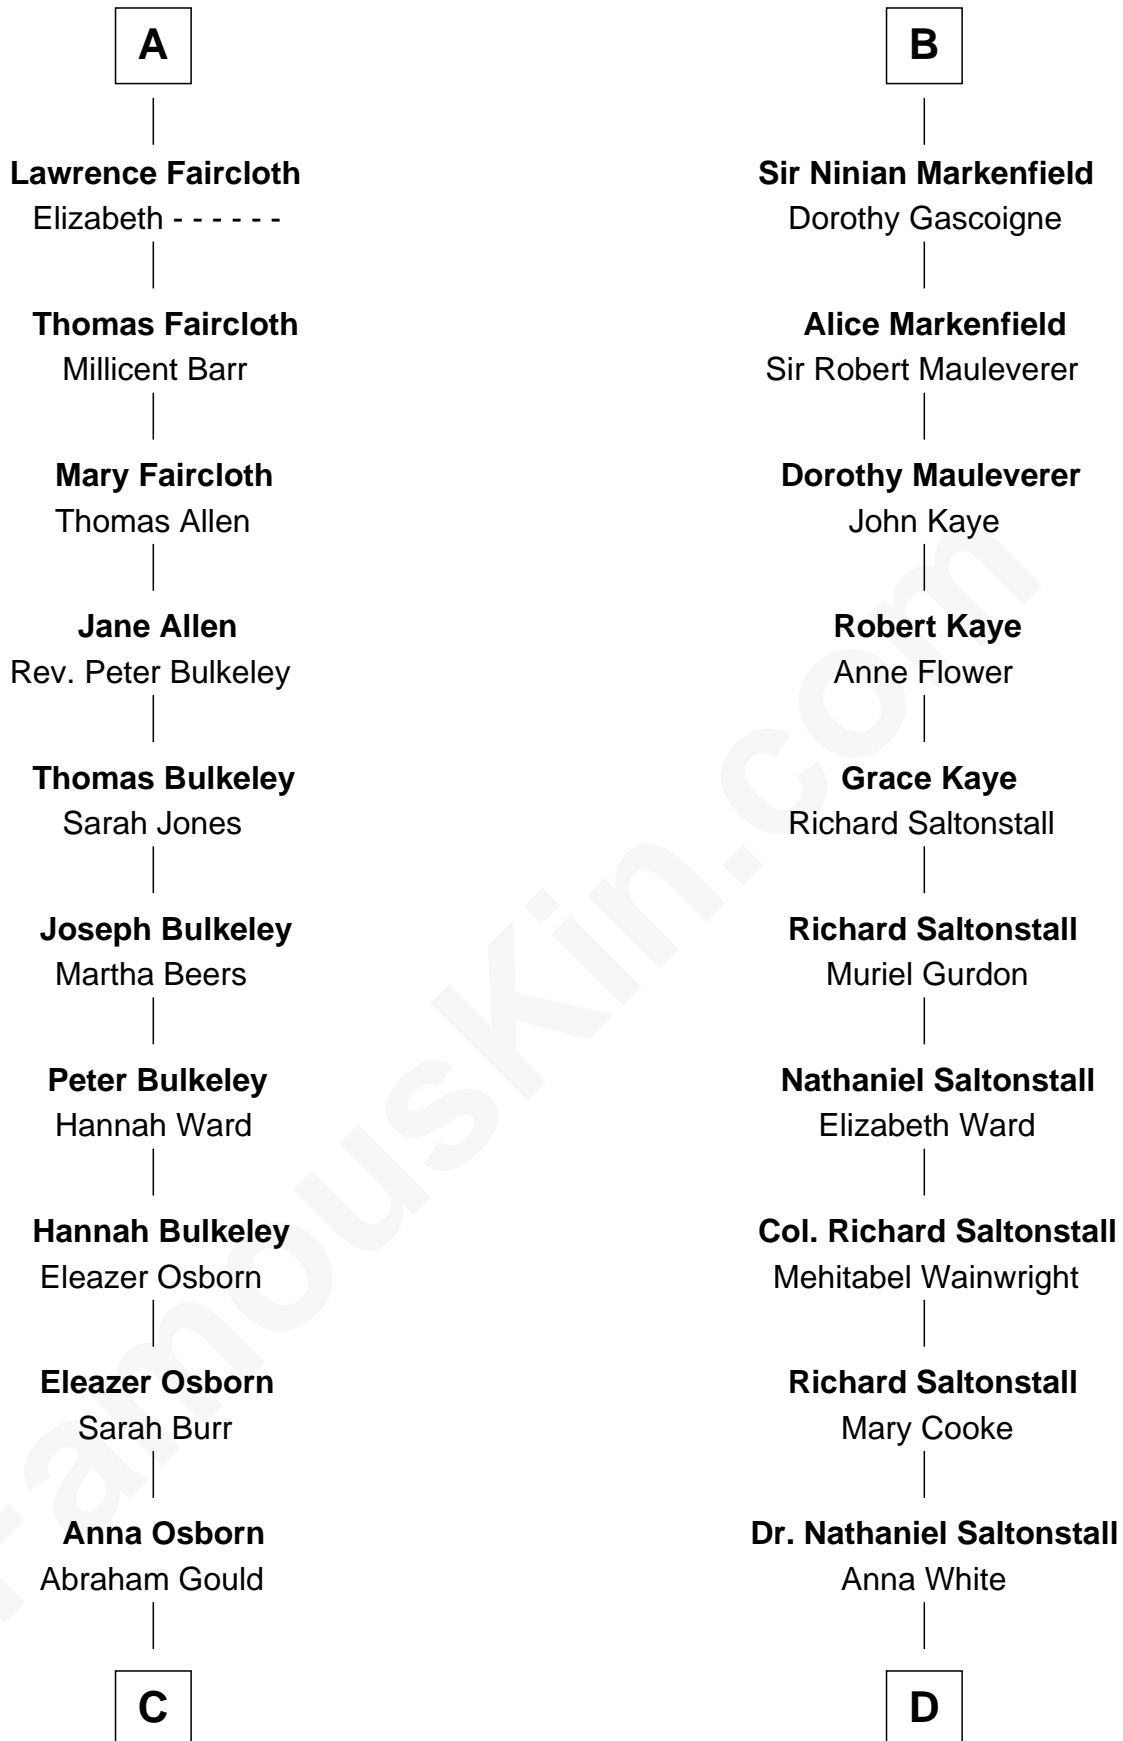 A
Lawrence Faircloth
Elizabeth - - - - - -
Thomas Faircloth
Millicent Barr
Mary Faircloth
Thomas Allen
Jane Allen
Rev. Peter Bulkeley
Thomas Bulkeley
Sarah Jones
Joseph Bulkeley
Martha Beers
Peter Bulkeley
Hannah Ward
Hannah Bulkeley
Eleazer Osborn
Eleazer Osborn
Sarah Burr
Anna Osborn
Abraham Gould
C
B
Sir Ninian Markenfield
Dorothy Gascoigne
Alice Markenfield
Sir Robert Mauleverer
Dorothy Mauleverer
John Kaye
Robert Kaye
Anne Flower
Grace Kaye
Richard Saltonstall
Richard Saltonstall
Muriel Gurdon
Nathaniel Saltonstall
Elizabeth Ward
Col. Richard Saltonstall
Mehitabel Wainwright
Richard Saltonstall
Mary Cooke
Dr. Nathaniel Saltonstall
Anna White
D
FamousKin.com